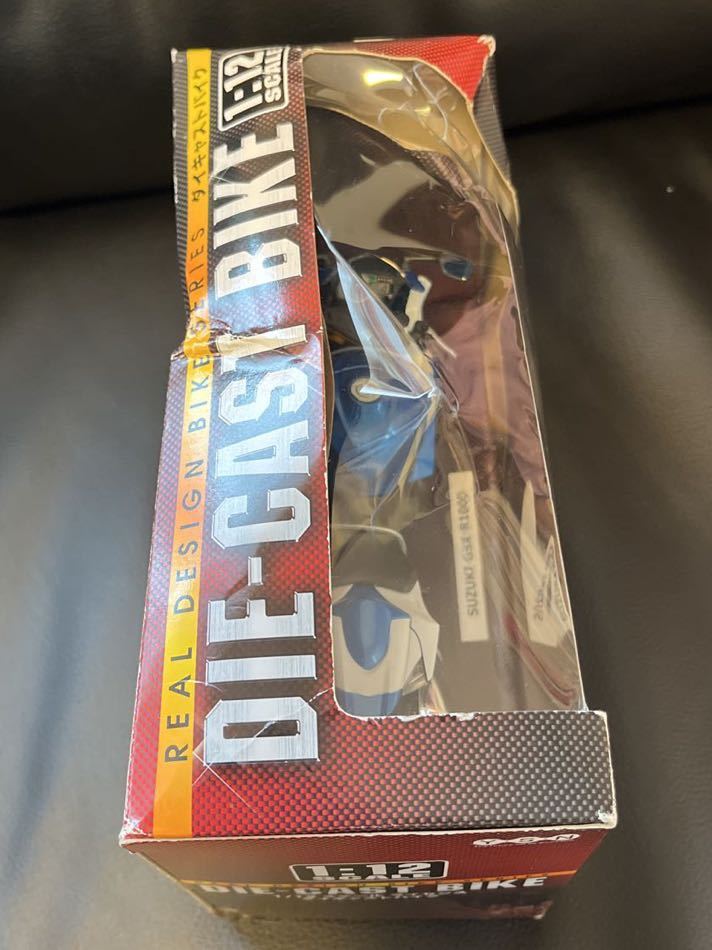 REAL DESIGN BIKE SERIES ダイキャストバイク
DIE-CAST BIKE
1:12
SCALE
SUZUKI GSX-R1000
1:12
SCALE
DIE-CAST BIKE